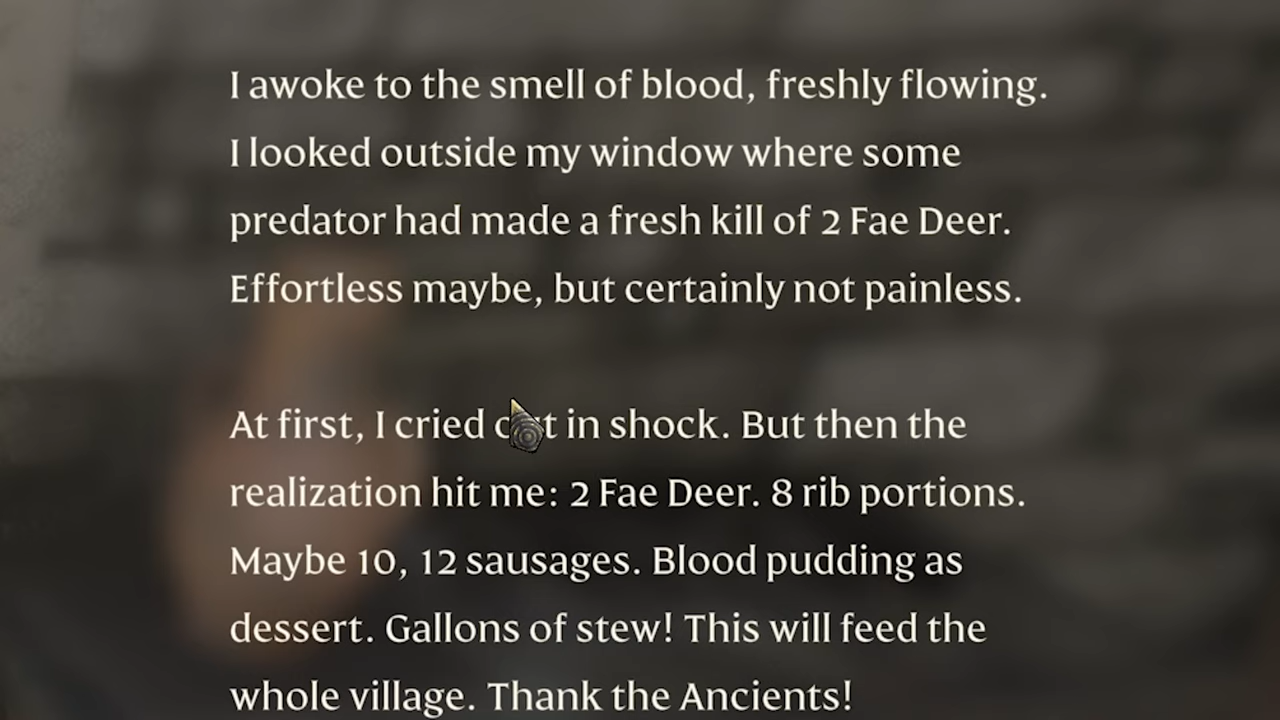 I awoke to the smell of blood, freshly flowing.
I looked outside my window where some
predator had made a fresh kill of 2 Fae Deer.
Effortless maybe, but certainly not painless.
At first, I cried out in shock. But then the
realization hit me: 2 Fae Deer. 8 rib portions.
Maybe 10, 12 sausages. Blood pudding as
dessert. Gallons of stew! This will feed the
whole village. Thank the Ancients!